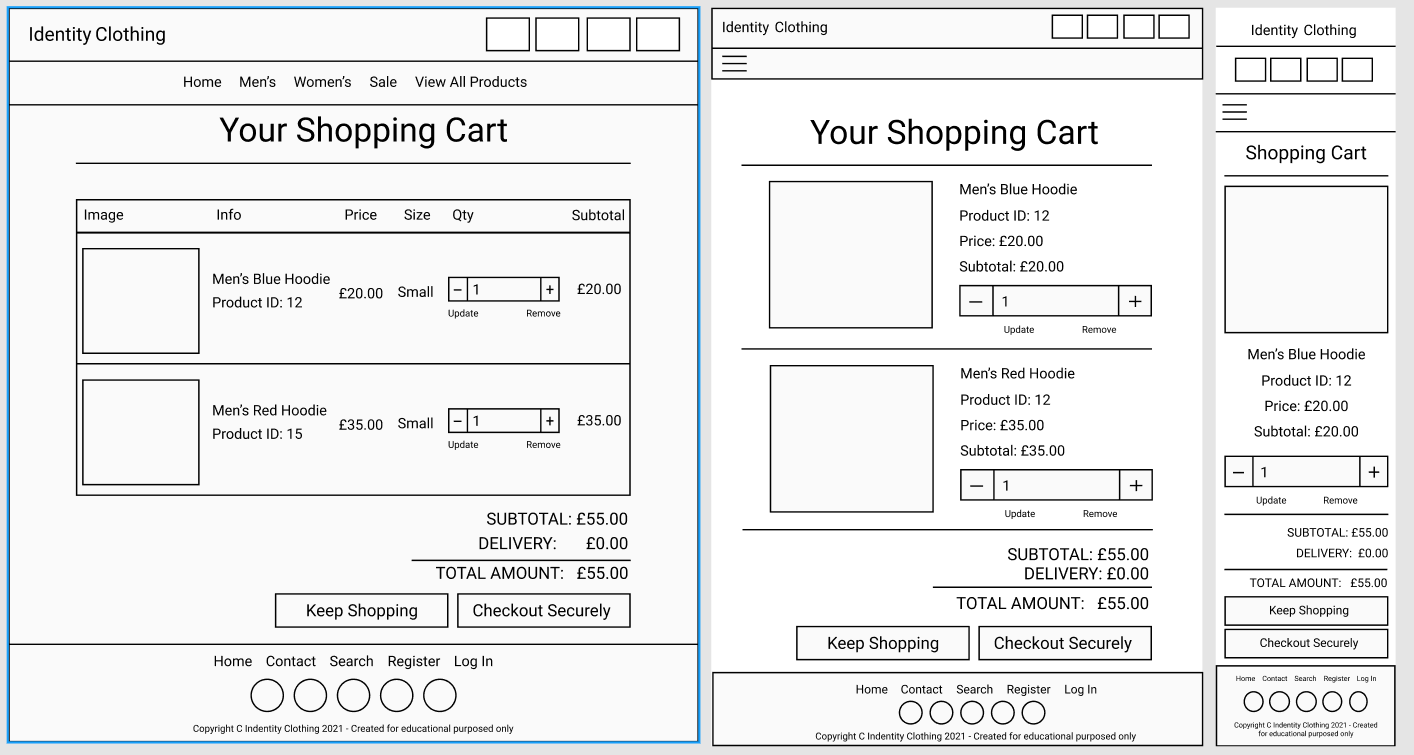 Identity Clothing
Home Men's Women's Sale View All Products
Your Shopping Cart
Image Info Price Size Qty Subtotal
Men's Blue Hoodie
Product ID: 12
£20.00 Small − 1 + £20.00
Update Remove
Men's Red Hoodie
Product ID: 15
£35.00 Small − 1 + £35.00
Update Remove
SUBTOTAL: £55.00
DELIVERY: £0.00
TOTAL AMOUNT: £55.00
Keep Shopping Checkout Securely
Home Contact Search Register Log In
Copyright C Indentity Clothing 2021 - Created for educational purposed only
Identity Clothing
Your Shopping Cart
Men's Blue Hoodie
Product ID: 12
Price: £20.00
Subtotal: £20.00
− 1 +
Update Remove
Men's Red Hoodie
Product ID: 12
Price: £35.00
Subtotal: £35.00
− 1 +
Update Remove
SUBTOTAL: £55.00
DELIVERY: £0.00
TOTAL AMOUNT: £55.00
Keep Shopping Checkout Securely
Home Contact Search Register Log In
Copyright C Indentity Clothing 2021 - Created for educational purposed only
Identity Clothing
Shopping Cart
Men's Blue Hoodie
Product ID: 12
Price: £20.00
Subtotal: £20.00
− 1 +
Update Remove
SUBTOTAL: £55.00
DELIVERY: £0.00
TOTAL AMOUNT: £55.00
Keep Shopping
Checkout Securely
Home Contact Search Register Log In
Copyright C Indentity Clothing 2021 - Created
for educational purposed only